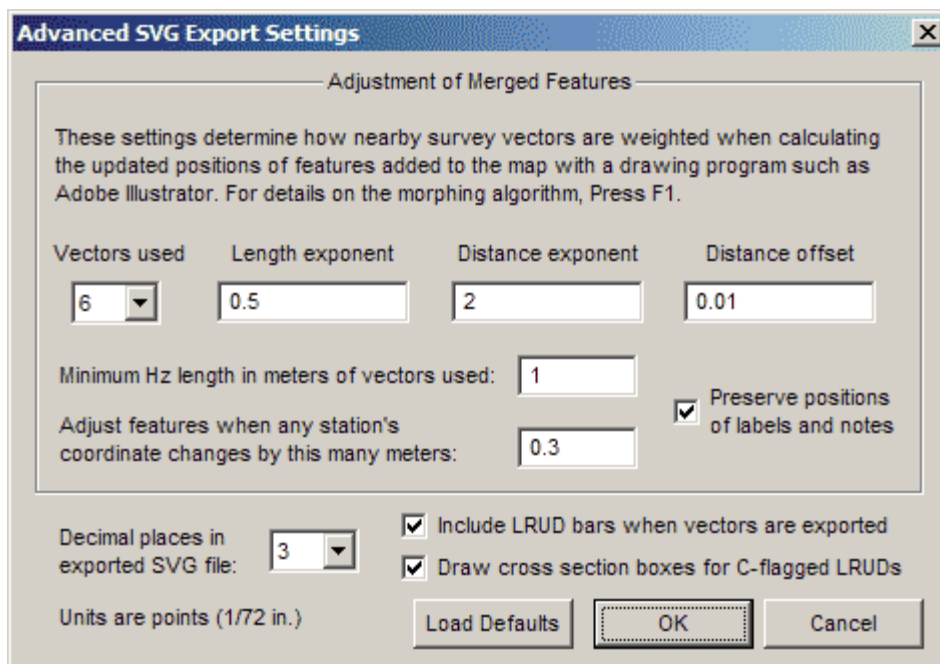 Advanced SVG Export Settings
Adjustment of Merged Features
These settings determine how nearby survey vectors are weighted when calculating
the updated positions of features added to the map with a drawing program such as
Adobe Illustrator. For details on the morphing algorithm, Press F1.
Vectors used Length exponent Distance exponent Distance offset
6 0.5 2 0.01
Minimum Hz length in meters of vectors used: 1
Preserve positions
of labels and notes
Adjust features when any station's
coordinate changes by this many meters: 0.3
Decimal places in
exported SVG file: 3
Include LRUD bars when vectors are exported
Draw cross section boxes for C-flagged LRUDs
Units are points (1/72 in.)
Load Defaults OK Cancel